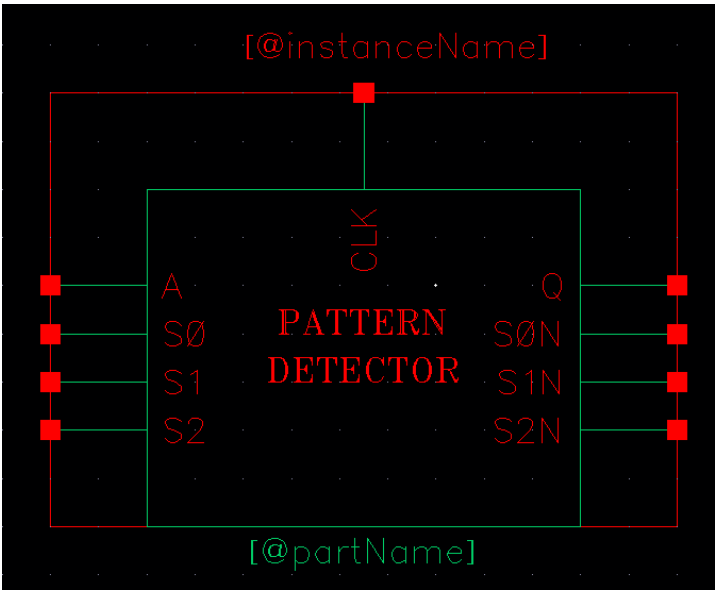 [@instanceName]
CLK
A
Q
S0
PATTERN
S0N
DETECTOR
S1
S1N
S2
S2N
[@partName]